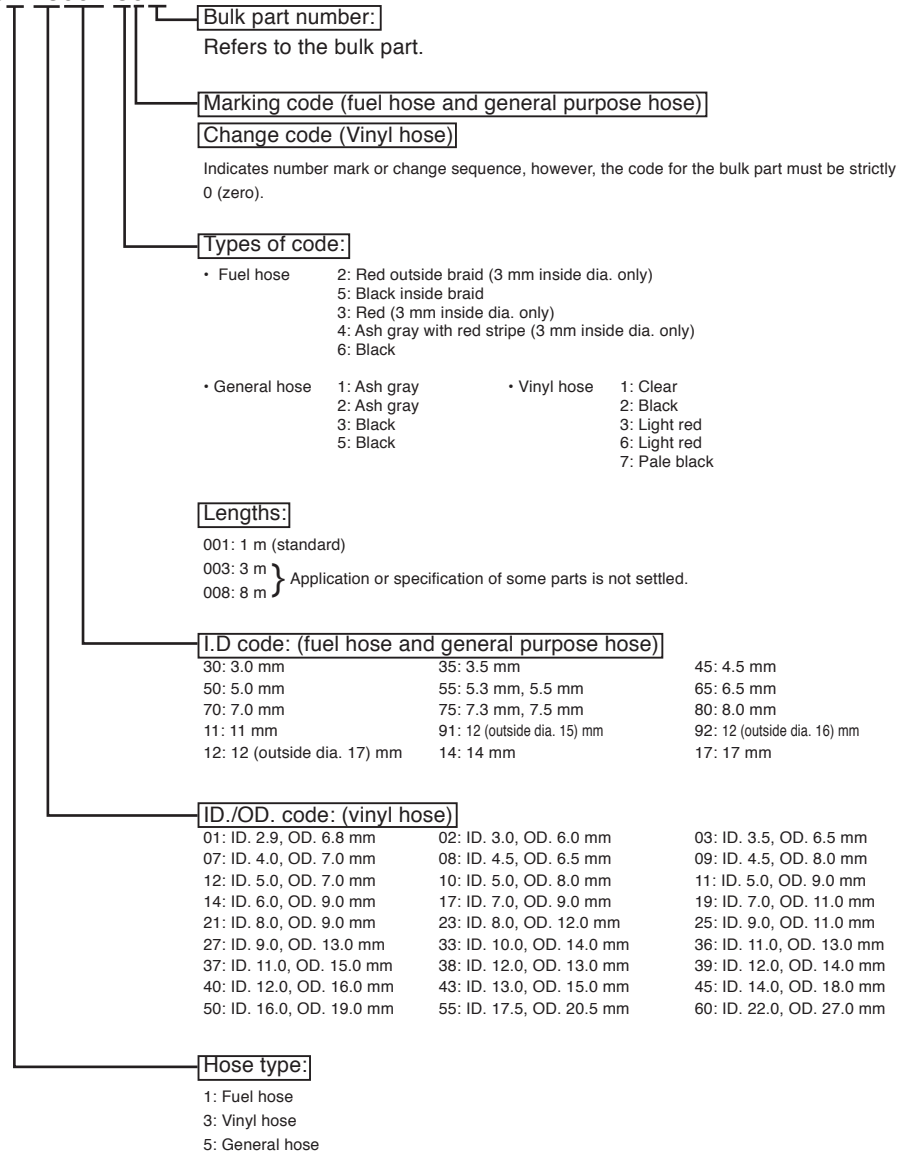 Bulk part number:
Refers to the bulk part.
Marking code (fuel hose and general purpose hose)
Change code (Vinyl hose)
Indicates number mark or change sequence, however, the code for the bulk part must be strictly
0 (zero).
Types of code:
・ Fuel hose 2: Red outside braid (3 mm inside dia. only)
5: Black inside braid
3: Red (3 mm inside dia. only)
4: Ash gray with red stripe (3 mm inside dia. only)
6: Black
・General hose 1: Ash gray ・Vinyl hose 1: Clear
2: Ash gray 2: Black
3: Black 3: Light red
5: Black 6: Light red
7: Pale black
Lengths:
001: 1 m (standard)
003: 3 m
} Application or specification of some parts is not settled.
008: 8 m
I.D code: (fuel hose and general purpose hose)
30: 3.0 mm 35: 3.5 mm 45: 4.5 mm
50: 5.0 mm 55: 5.3 mm, 5.5 mm 65: 6.5 mm
70: 7.0 mm 75: 7.3 mm, 7.5 mm 80: 8.0 mm
11: 11 mm 91: 12 (outside dia. 15) mm 92: 12 (outside dia. 16) mm
12: 12 (outside dia. 17) mm 14: 14 mm 17: 17 mm
ID./OD. code: (vinyl hose)
01: ID. 2.9, OD. 6.8 mm 02: ID. 3.0, OD. 6.0 mm 03: ID. 3.5, OD. 6.5 mm
07: ID. 4.0, OD. 7.0 mm 08: ID. 4.5, OD. 6.5 mm 09: ID. 4.5, OD. 8.0 mm
12: ID. 5.0, OD. 7.0 mm 10: ID. 5.0, OD. 8.0 mm 11: ID. 5.0, OD. 9.0 mm
14: ID. 6.0, OD. 9.0 mm 17: ID. 7.0, OD. 9.0 mm 19: ID. 7.0, OD. 11.0 mm
21: ID. 8.0, OD. 9.0 mm 23: ID. 8.0, OD. 12.0 mm 25: ID. 9.0, OD. 11.0 mm
27: ID. 9.0, OD. 13.0 mm 33: ID. 10.0, OD. 14.0 mm 36: ID. 11.0, OD. 13.0 mm
37: ID. 11.0, OD. 15.0 mm 38: ID. 12.0, OD. 13.0 mm 39: ID. 12.0, OD. 14.0 mm
40: ID. 12.0, OD. 16.0 mm 43: ID. 13.0, OD. 15.0 mm 45: ID. 14.0, OD. 18.0 mm
50: ID. 16.0, OD. 19.0 mm 55: ID. 17.5, OD. 20.5 mm 60: ID. 22.0, OD. 27.0 mm
Hose type:
1: Fuel hose
3: Vinyl hose
5: General hose